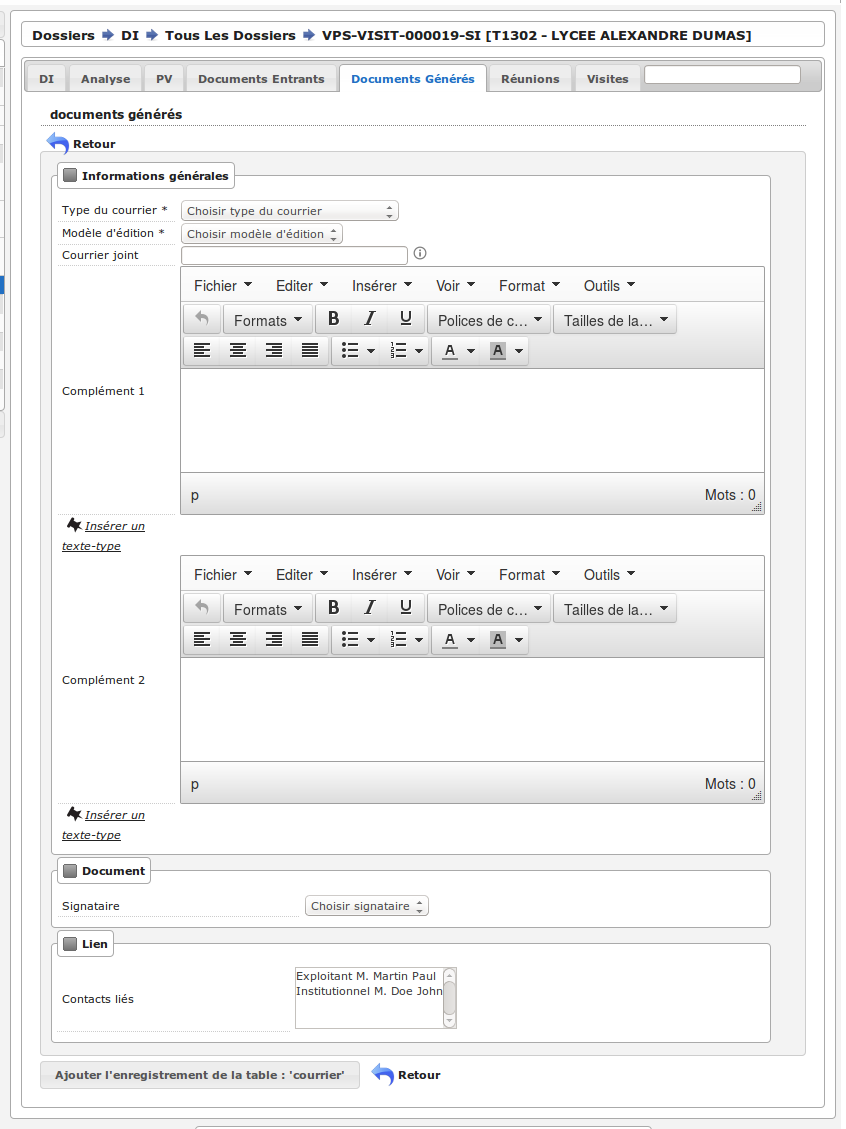 Dossiers DI Tous Les Dossiers VPS-VISIT-000019-SI [T1302 - LYCEE ALEXANDRE DUMAS]
DI Analyse PV Documents Entrants Documents Générés Réunions Visites
documents générés
Retour
Informations générales
Type du courrier * Choisir type du courrier
Modèle d'édition * Choisir modèle d'édition
Courrier joint
Fichier Editer Insérer Voir Format Outils
Formats B I U Polices de c... Tailles de la...
A A
Complément 1
p Mots : 0
Insérer un
texte-type
Fichier Editer Insérer Voir Format Outils
Formats B I U Polices de c... Tailles de la...
A A
Complément 2
p Mots : 0
Insérer un
texte-type
Document
Signataire Choisir signataire
Lien
Exploitant M. Martin Paul
Institutionnel M. Doe John
Contacts liés
Ajouter l'enregistrement de la table : 'courrier' Retour